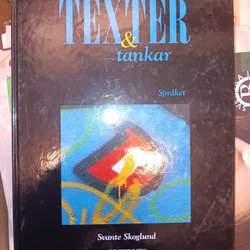 TEXTER
&
tankar
Språket
Svante Skoglund